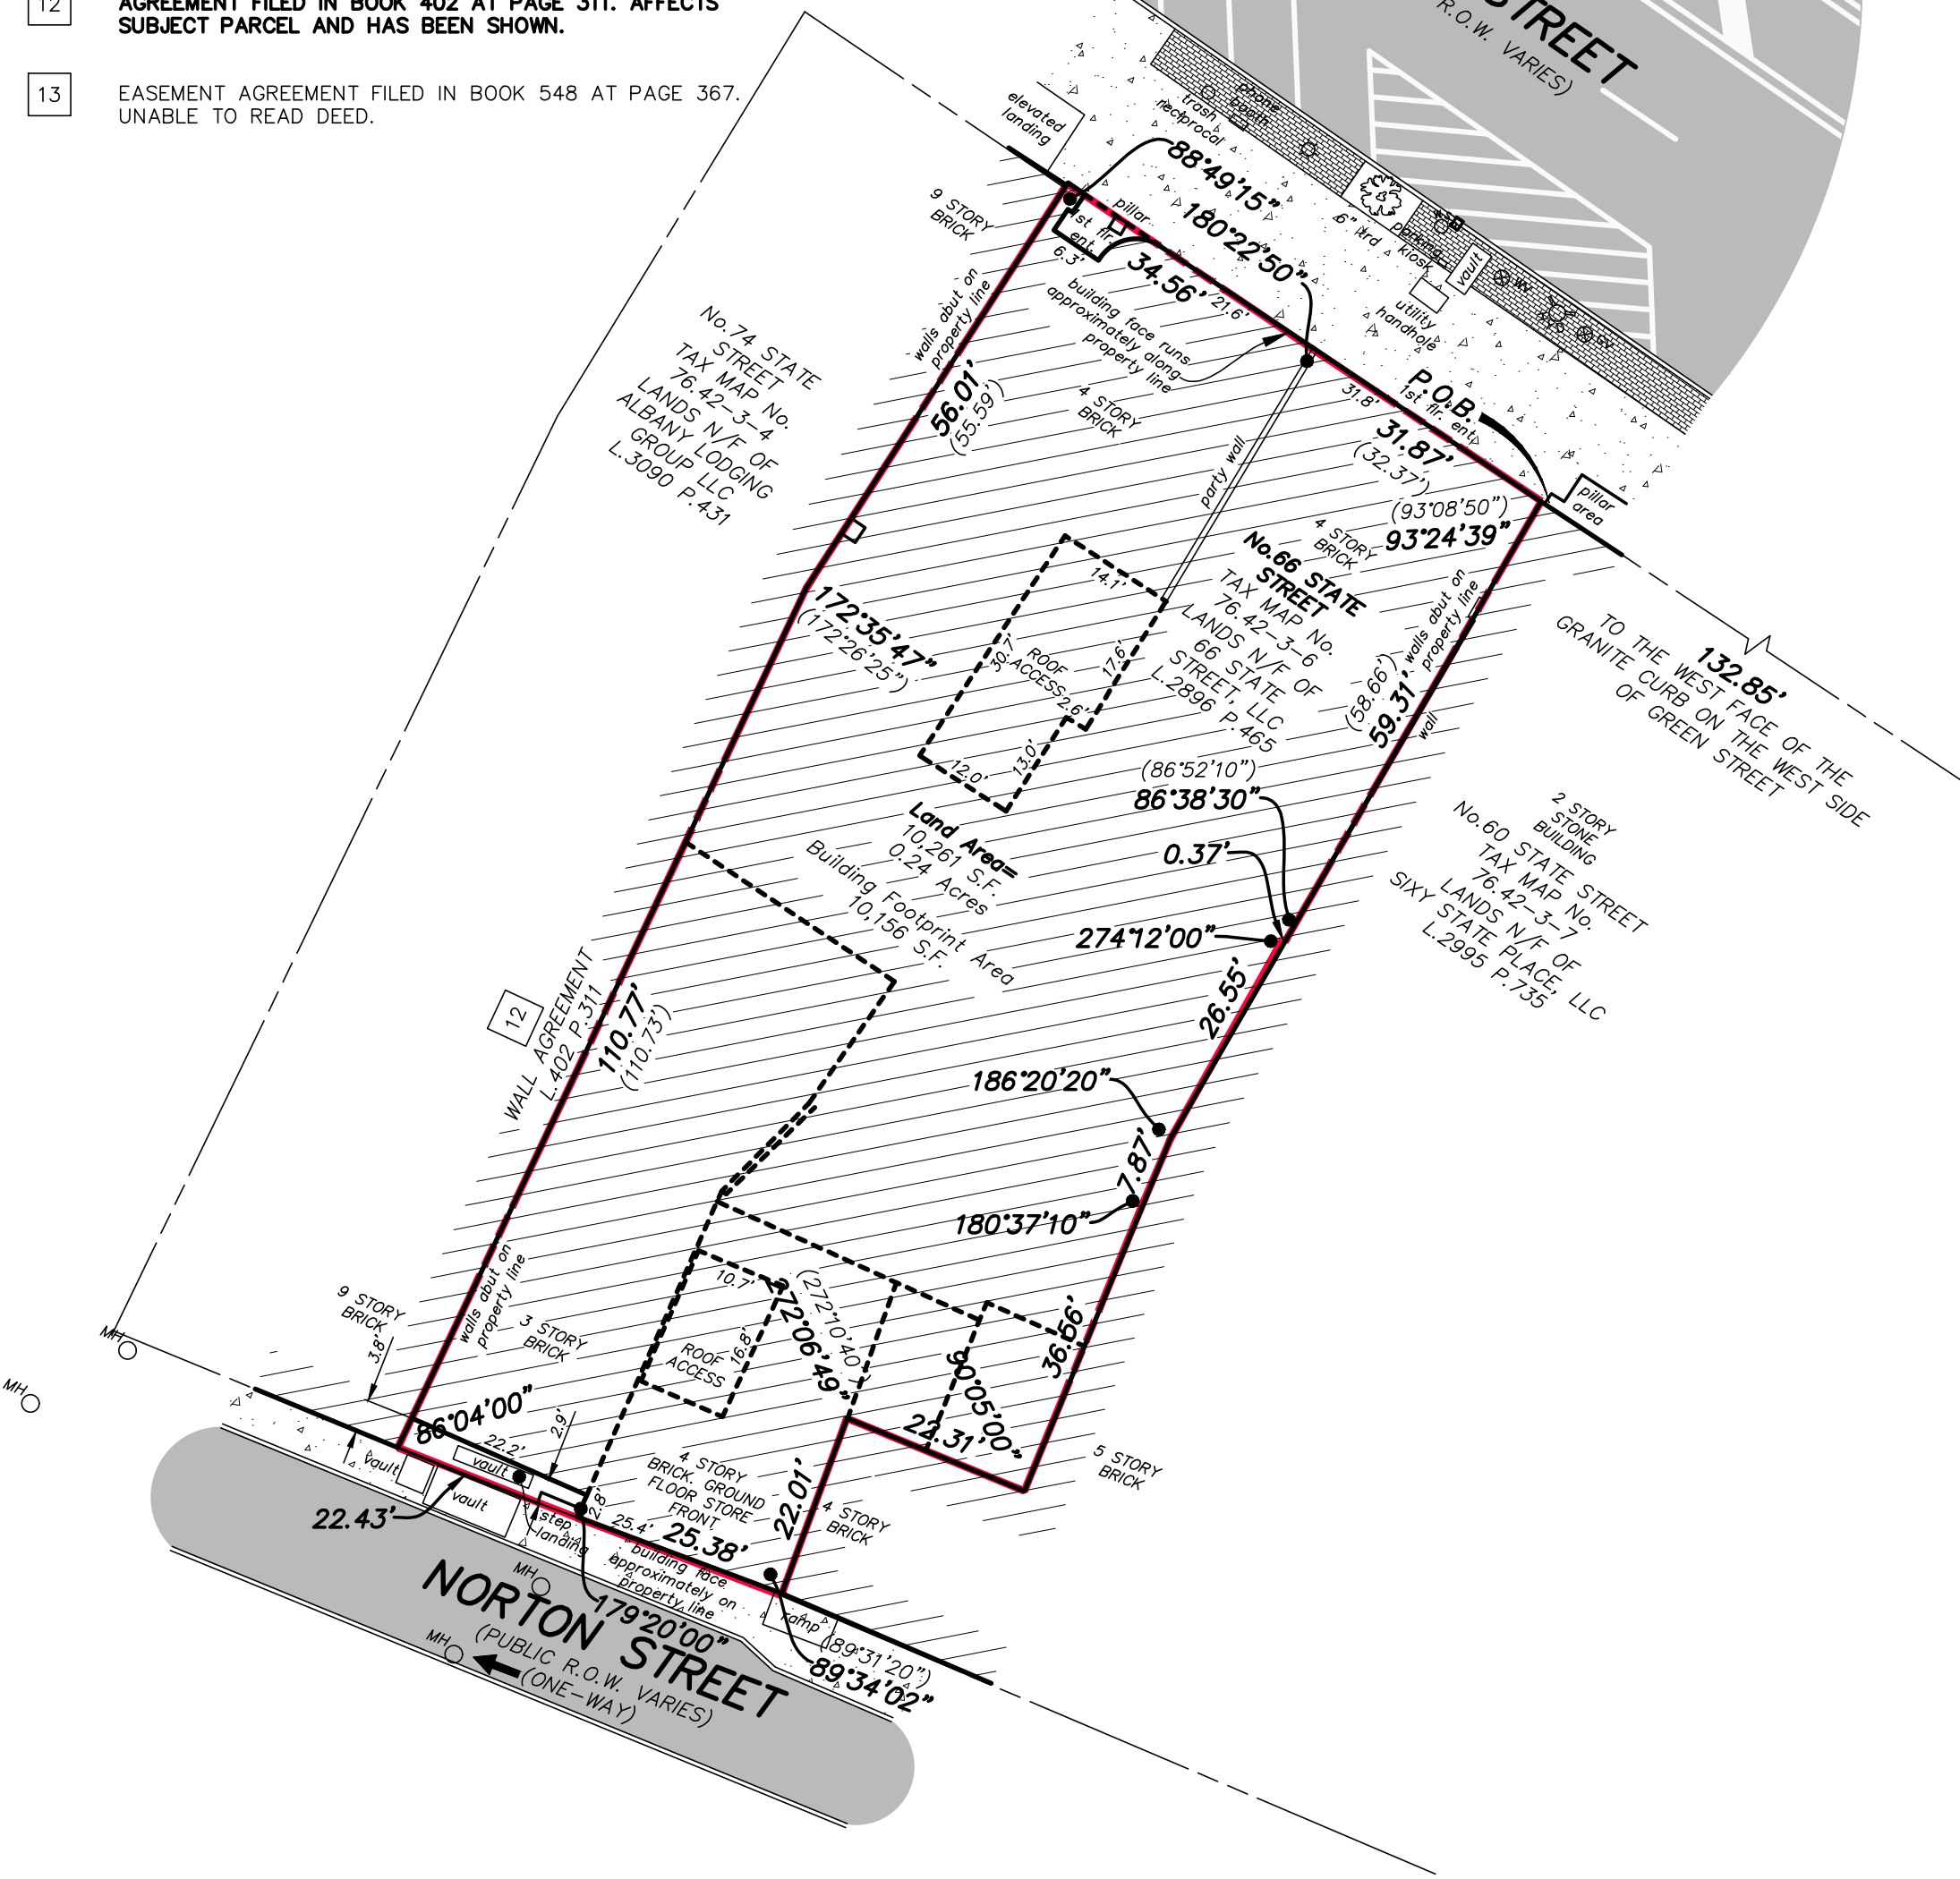 12
AGREEMENT FILED IN BOOK 402 AT PAGE 311. AFFECTS
SUBJECT PARCEL AND HAS BEEN SHOWN.
13
EASEMENT AGREEMENT FILED IN BOOK 548 AT PAGE 367.
UNABLE TO READ DEED.
STREET
R.O.W. VARIES)
elevated
landing
trash
reciprocal
phone
booth
88°49'15"
180°22'50"
pillar
1st flr.
ent.
6.3'
34.56'
21.6'
6" trd
parking
kiosk
vault
WV
HYD
GV
utility
handhole
9 STORY
BRICK
walls abut on
property line
building face runs
approximately along
property line
4 STORY
BRICK
56.01'
(55.59')
No.74 STATE
STREET
TAX MAP No.
76.42-3-4
LANDS N/F OF
ALBANY LODGING
GROUP LLC
L.3090 P.431
party wall
31.8'
P.O.B.
1st flr. ent.
31.87'
(32.37')
(93°08'50")
93°24'39"
pillar
area
4 STORY
BRICK
No.66 STATE
STREET
TAX MAP No.
76.42-3-6
LANDS N/F OF
66 STATE
STREET, LLC
L.2896 P.465
14.1'
30.7'
ROOF
ACCESS
17.6'
2.6'
13.0'
12.0'
172°35'47"
(172°26'25")
walls abut on
property line
(58.66')
59.31'
wall
132.85'
TO THE WEST FACE OF THE
GRANITE CURB ON THE WEST SIDE
OF GREEN STREET
(86°52'10")
86°38'30"
0.37'
274°12'00"
2 STORY
STONE
BUILDING
No.60 STATE STREET
TAX MAP No.
76.42-3-7
LANDS N/F OF
SIXY STATE PLACE, LLC
L.2995 P.735
Land Area=
10,261 S.F.
0.24 Acres
Building Footprint Area
10,156 S.F.
12
WALL AGREEMENT
L.402 P.311
110.77'
(110.73')
26.55'
186°20'20"
7.87'
180°37'10"
walls abut on
property line
9 STORY
BRICK
3.8'
3 STORY
BRICK
10.7'
16.8'
ROOF
ACCESS
272°06'49"
(272°10'40")
90°05'00"
36.56'
22.31'
5 STORY
BRICK
MH
MH
86°04'00"
22.2'
2.9'
vault
vault
vault
22.43'
2.8'
step
landing
4 STORY
BRICK. GROUND
FLOOR STORE
FRONT
25.4'
25.38'
22.01'
4 STORY
BRICK
building face
approximately on
property line
MH
179°20'00"
ramp
(89°31'20")
89°34'02"
MH
NORTON STREET
(PUBLIC R.O.W. VARIES)
(ONE-WAY)